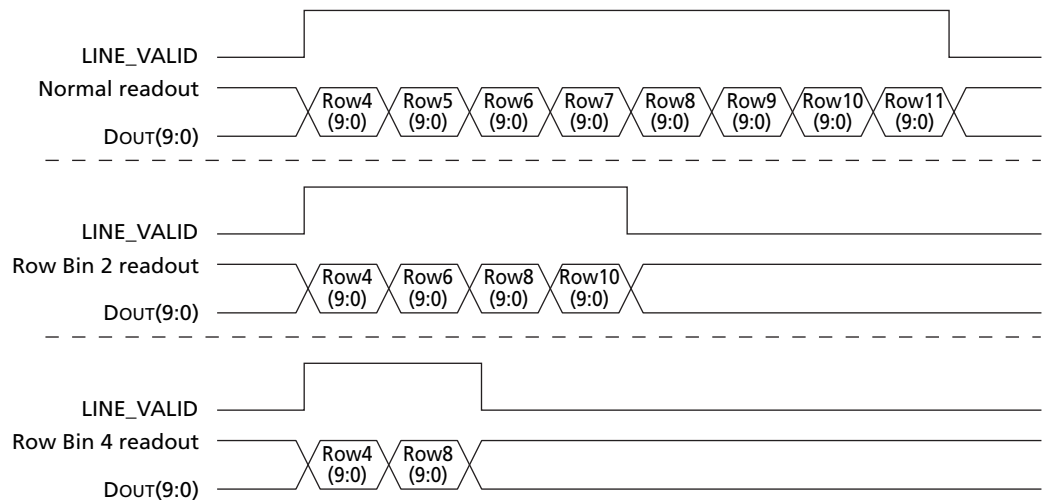 LINE_VALID
Normal readout
Row4 Row5 Row6 Row7 Row8 Row9 Row10 Row11
(9:0) (9:0) (9:0) (9:0) (9:0) (9:0) (9:0) (9:0)
DOUT(9:0)
LINE_VALID
Row Bin 2 readout
Row4 Row6 Row8 Row10
(9:0) (9:0) (9:0) (9:0)
DOUT(9:0)
LINE_VALID
Row Bin 4 readout
Row4 Row8
(9:0) (9:0)
DOUT(9:0)